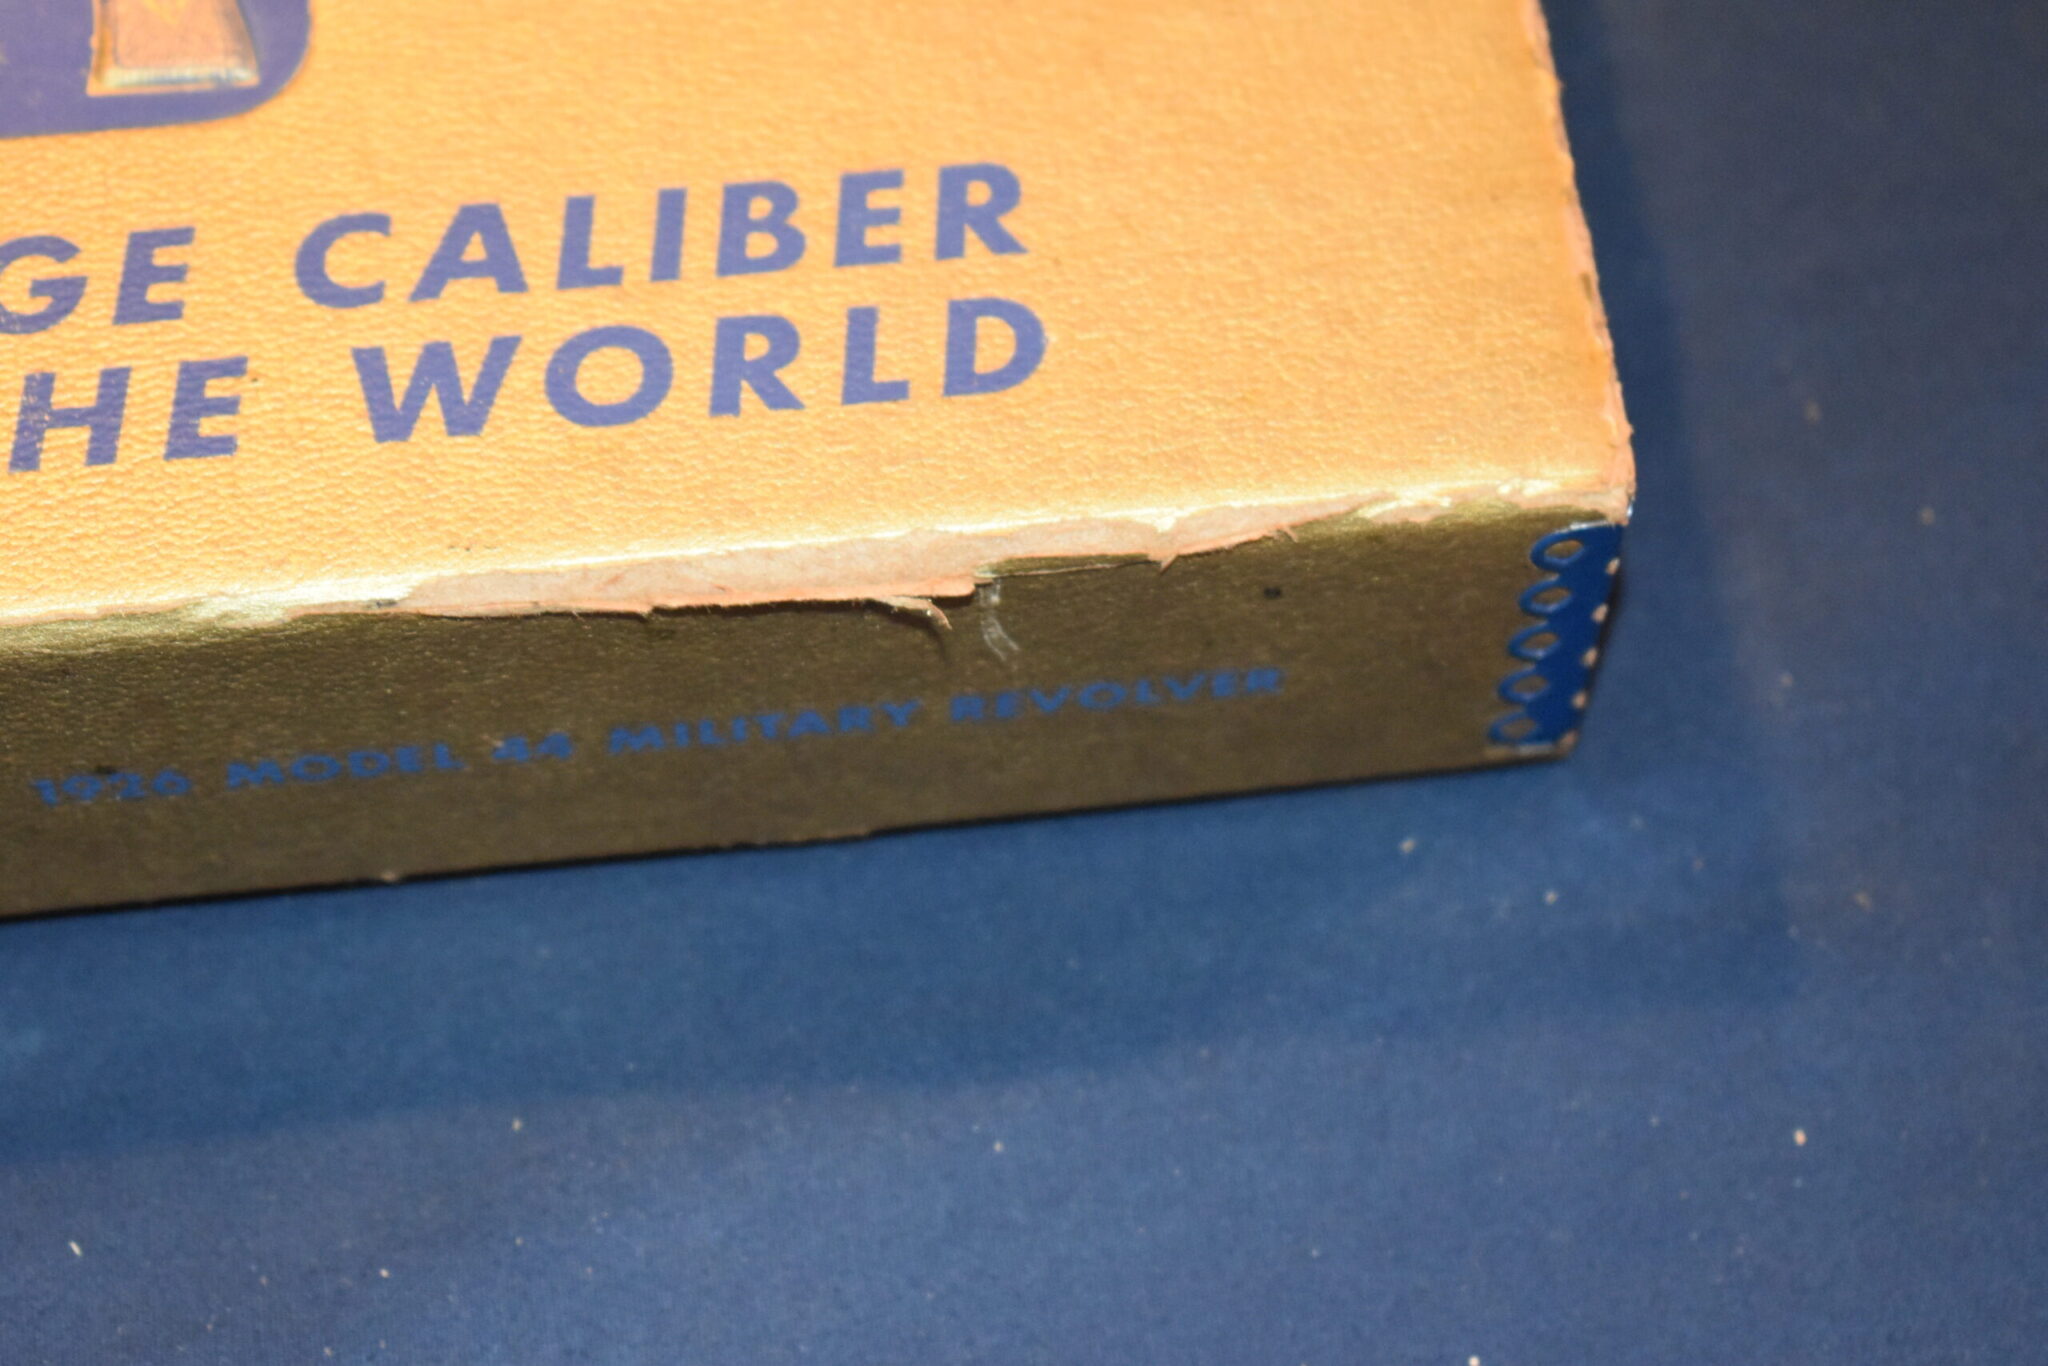 GE CALIBER
HE WORLD
1926 MODEL 44 MILITARY REVOLVER